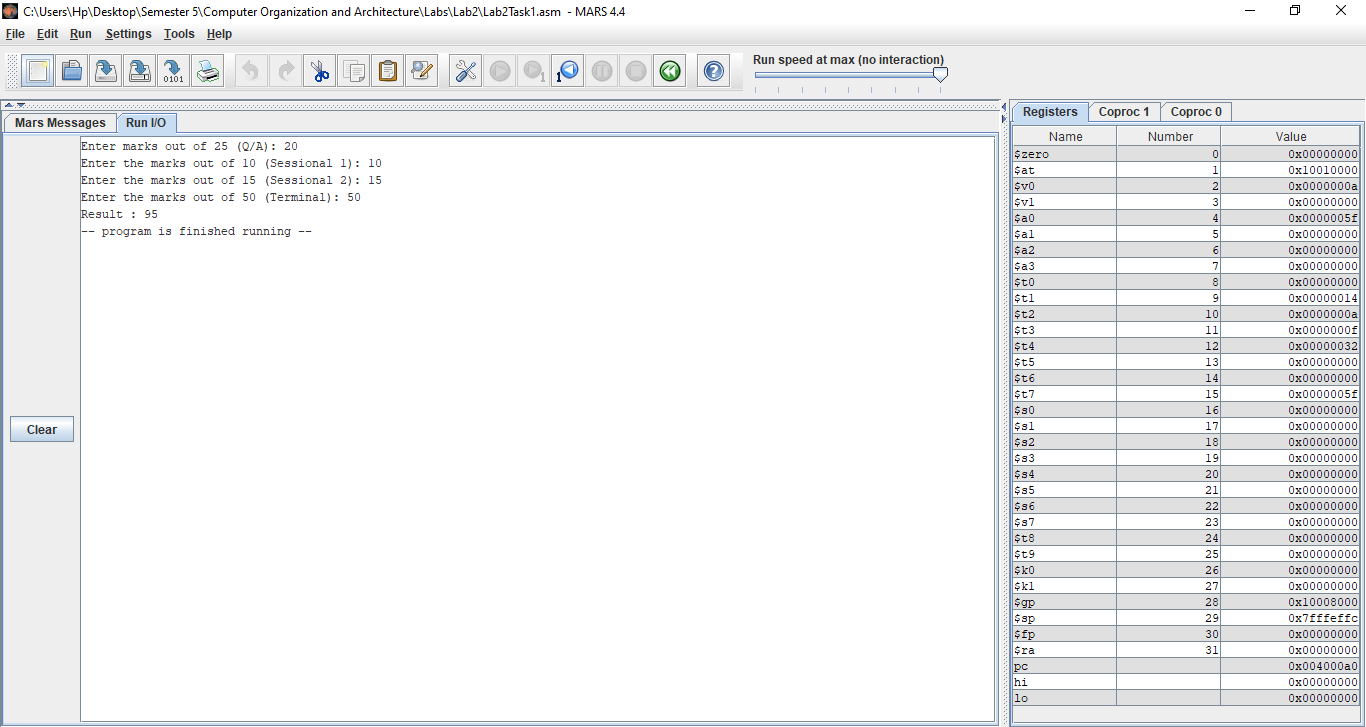 C:\Users\Hp\Desktop\Semester 5\Computer Organization and Architecture\Labs\Lab2\Lab2Task1.asm - MARS 4.4
File Edit Run Settings Tools Help
Run speed at max (no interaction)
0101
1
1
Mars Messages Run I/O
Enter marks out of 25 (Q/A): 20
Enter the marks out of 10 (Sessional 1): 10
Enter the marks out of 15 (Sessional 2): 15
Enter the marks out of 50 (Terminal): 50
Result : 95
-- program is finished running --
Clear
Registers Coproc 1 Coproc 0
Name Number Value
$zero 0 0x00000000
$at 1 0x10010000
$v0 2 0x0000000a
$v1 3 0x00000000
$a0 4 0x0000005f
$a1 5 0x00000000
$a2 6 0x00000000
$a3 7 0x00000000
$t0 8 0x00000000
$t1 9 0x00000014
$t2 10 0x0000000a
$t3 11 0x0000000f
$t4 12 0x00000032
$t5 13 0x00000000
$t6 14 0x00000000
$t7 15 0x0000005f
$s0 16 0x00000000
$s1 17 0x00000000
$s2 18 0x00000000
$s3 19 0x00000000
$s4 20 0x00000000
$s5 21 0x00000000
$s6 22 0x00000000
$s7 23 0x00000000
$t8 24 0x00000000
$t9 25 0x00000000
$k0 26 0x00000000
$k1 27 0x00000000
$gp 28 0x10008000
$sp 29 0x7fffeffc
$fp 30 0x00000000
$ra 31 0x00000000
pc 0x004000a0
hi 0x00000000
lo 0x00000000